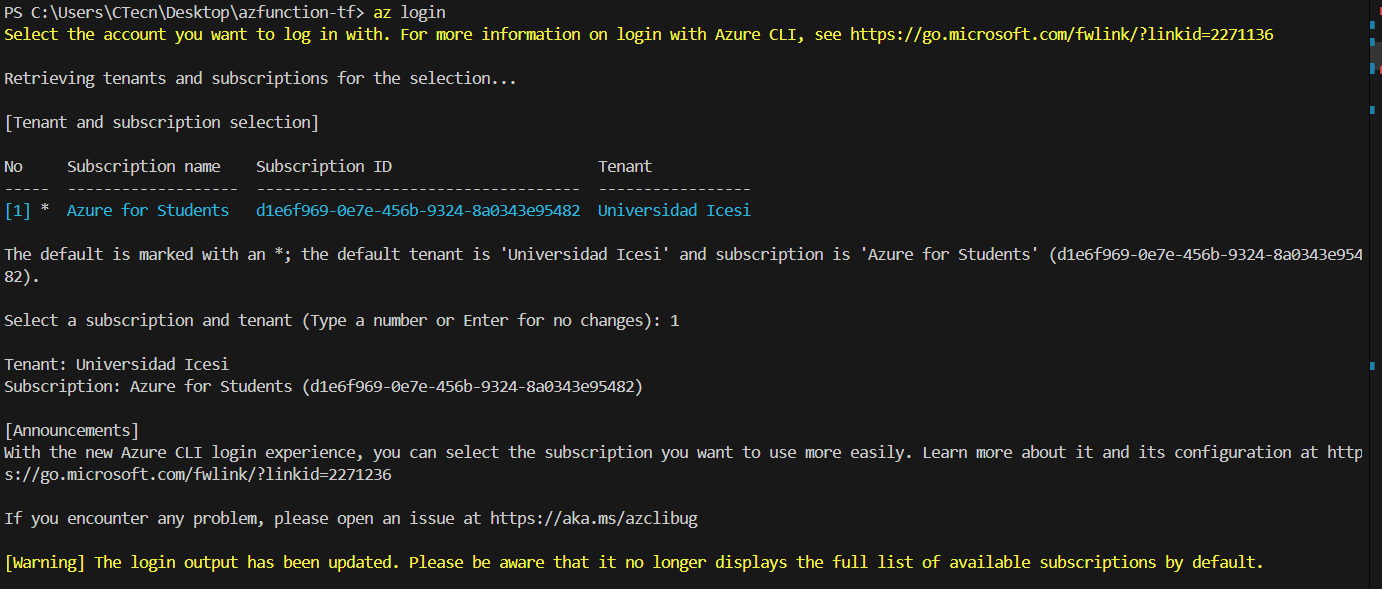 PS C:\Users\CTecn\Desktop\azfunction-tf> az login
Select the account you want to log in with. For more information on login with Azure CLI, see https://go.microsoft.com/fwlink/?linkid=2271136
Retrieving tenants and subscriptions for the selection...
[Tenant and subscription selection]
No     Subscription name    Subscription ID                       Tenant
-----  -------------------  ------------------------------------  -----------------
[1] *  Azure for Students   d1e6f969-0e7e-456b-9324-8a0343e95482  Universidad Icesi
The default is marked with an *; the default tenant is 'Universidad Icesi' and subscription is 'Azure for Students' (d1e6f969-0e7e-456b-9324-8a0343e954
82).
Select a subscription and tenant (Type a number or Enter for no changes): 1
Tenant: Universidad Icesi
Subscription: Azure for Students (d1e6f969-0e7e-456b-9324-8a0343e95482)
[Announcements]
With the new Azure CLI login experience, you can select the subscription you want to use more easily. Learn more about it and its configuration at http
s://go.microsoft.com/fwlink/?linkid=2271236
If you encounter any problem, please open an issue at https://aka.ms/azclibug
[Warning] The login output has been updated. Please be aware that it no longer displays the full list of available subscriptions by default.